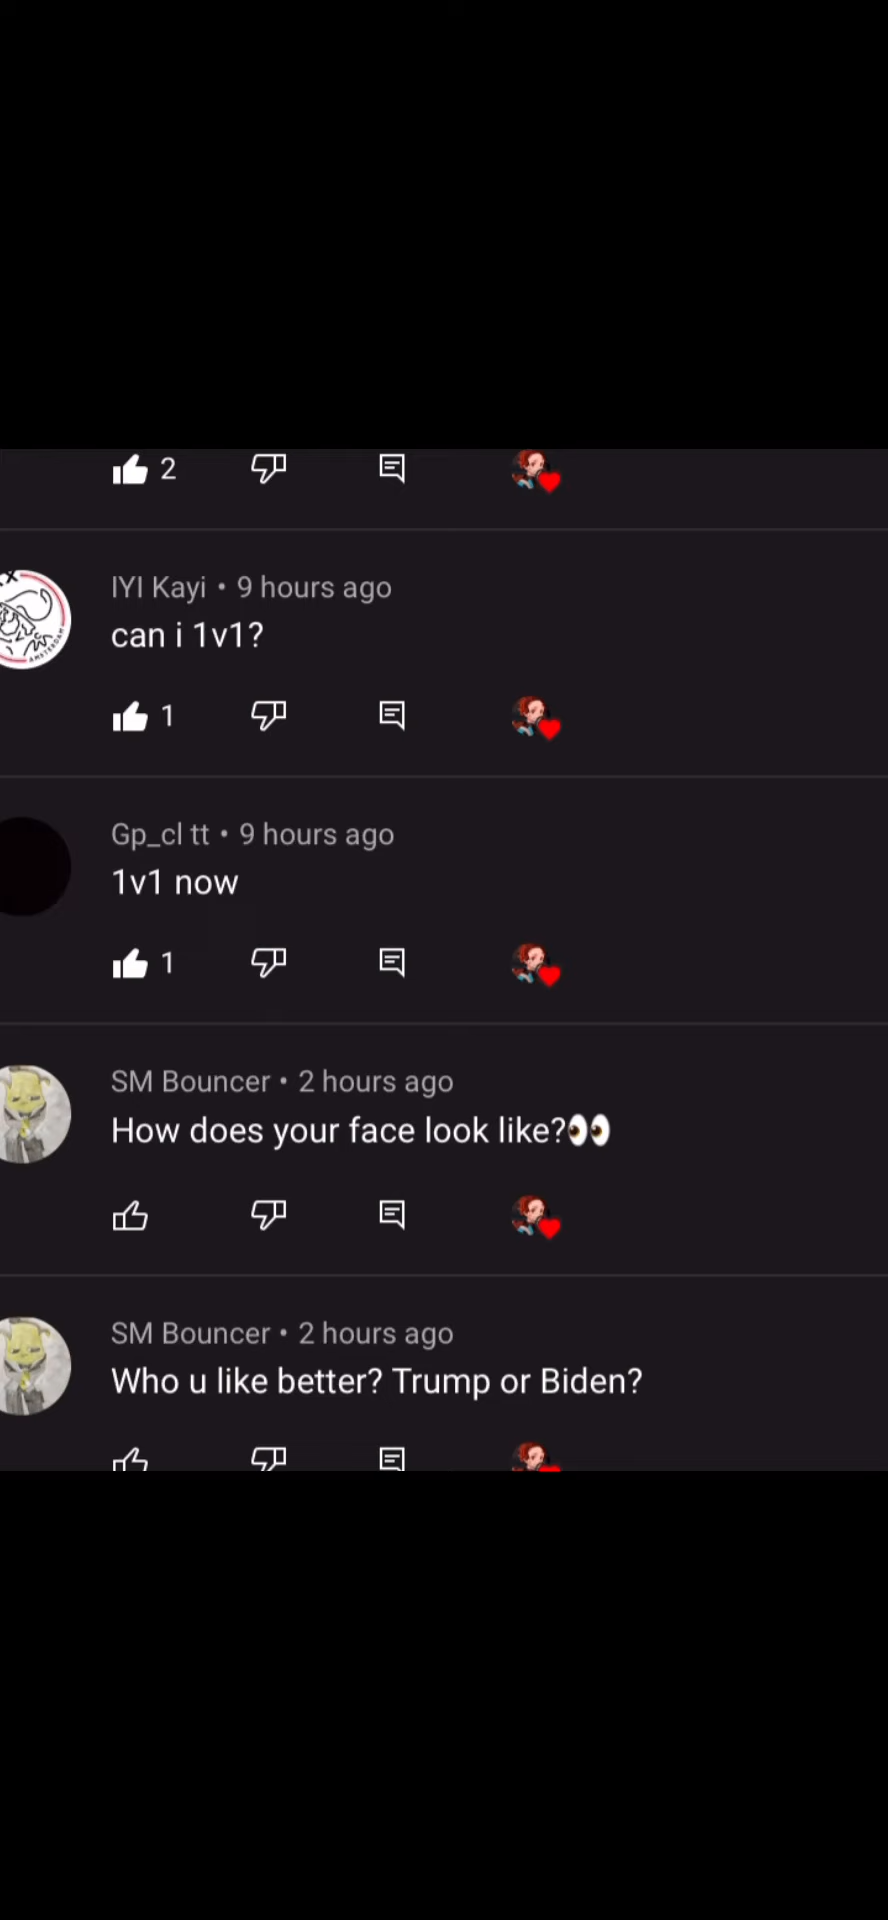 2
IYI Kayi • 9 hours ago
can i 1v1?
1
Gp_cl tt • 9 hours ago
1v1 now
1
SM Bouncer • 2 hours ago
How does your face look like?👀
SM Bouncer • 2 hours ago
Who u like better? Trump or Biden?
AMSTERDAM